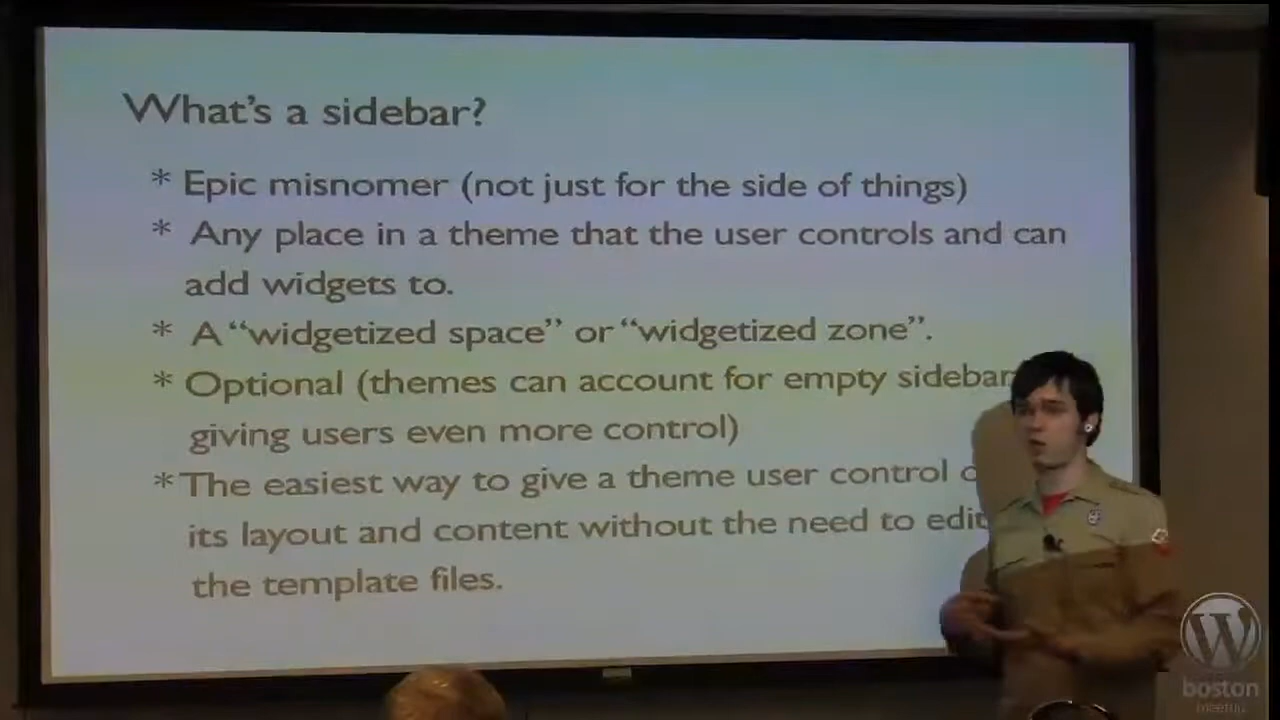 What's a sidebar?
* Epic misnomer (not just for the side of things)
* Any place in a theme that the user controls and can
add widgets to.
* A “widgetized space” or “widgetized zone”.
* Optional (themes can account for empty sidebar
giving users even more control)
* The easiest way to give a theme user control
its layout and content without the need to edit
the template files.
W
boston
meetup